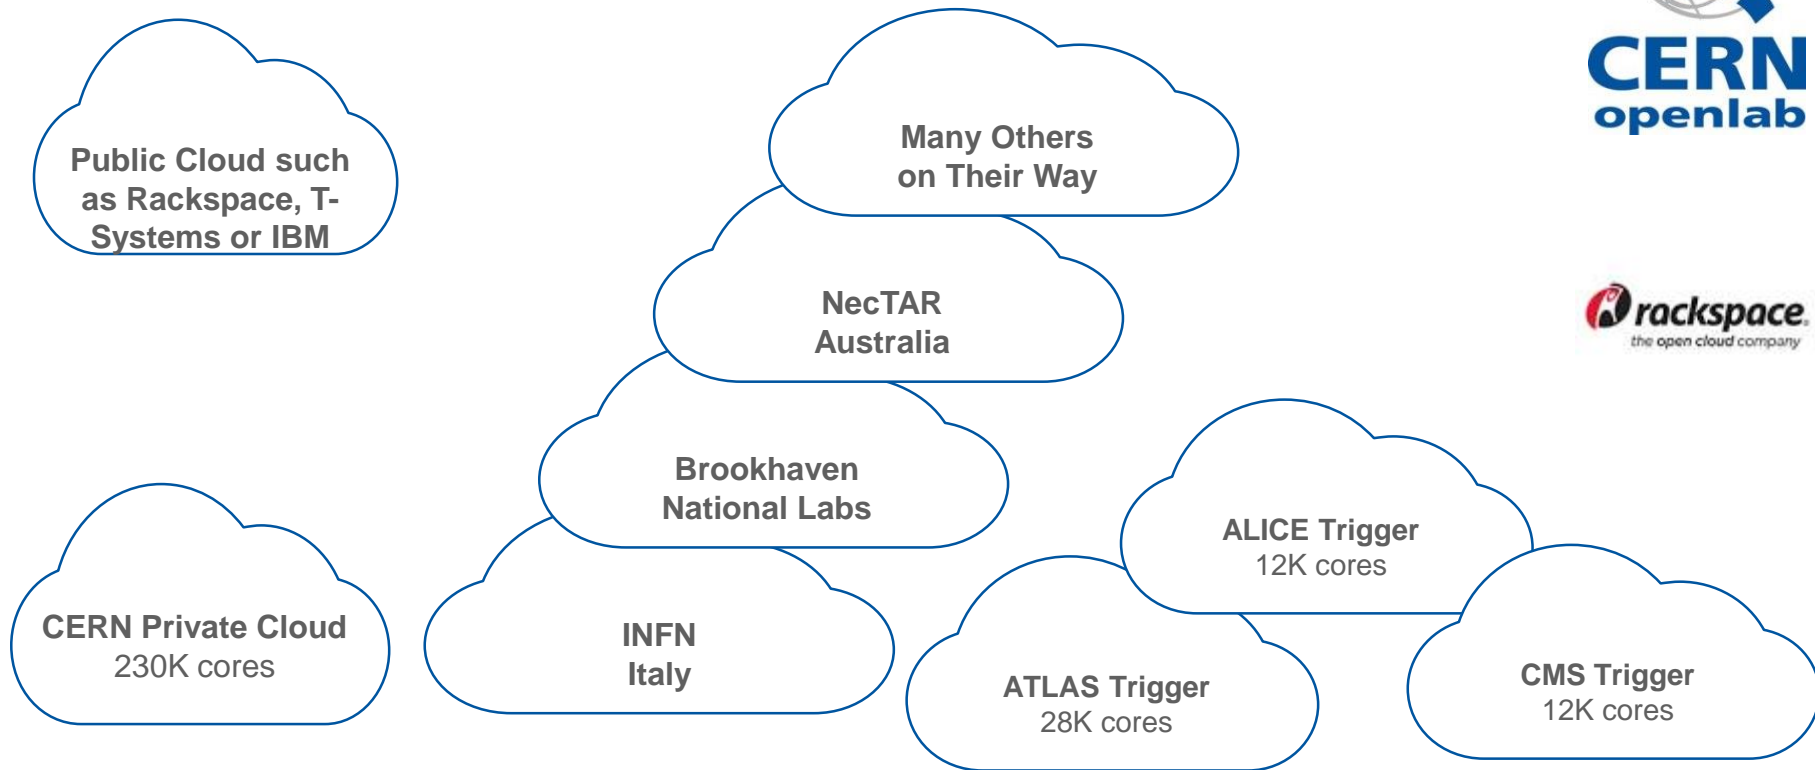 Public Cloud such
as Rackspace, T-
Systems or IBM
Many Others
on Their Way
CERN
openlab
NecTAR
Australia
rackspace.
the open cloud company
Brookhaven
National Labs
ALICE Trigger
12K cores
CERN Private Cloud
230K cores
INFN
Italy
ATLAS Trigger
28K cores
CMS Trigger
12K cores